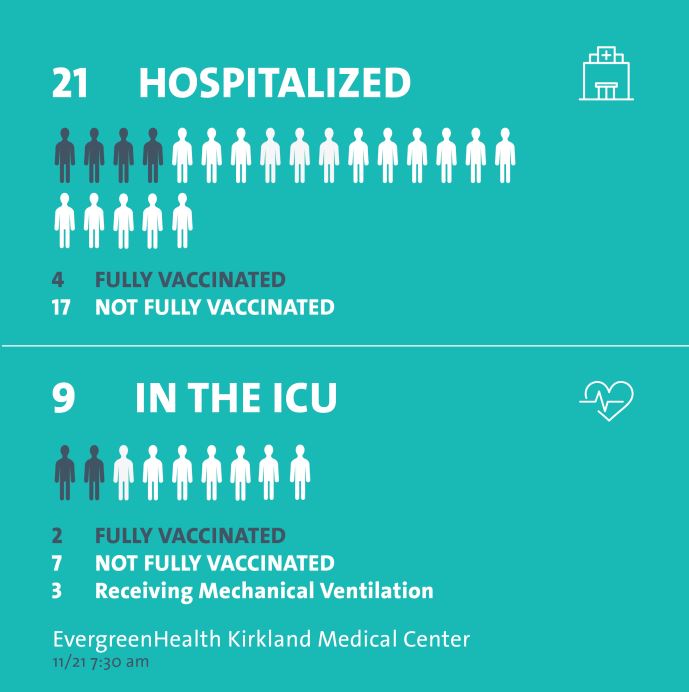 21 HOSPITALIZED
4 FULLY VACCINATED
17 NOT FULLY VACCINATED
9 IN THE ICU
2 FULLY VACCINATED
7 NOT FULLY VACCINATED
3 Receiving Mechanical Ventilation
EvergreenHealth Kirkland Medical Center
11/21 7:30 am